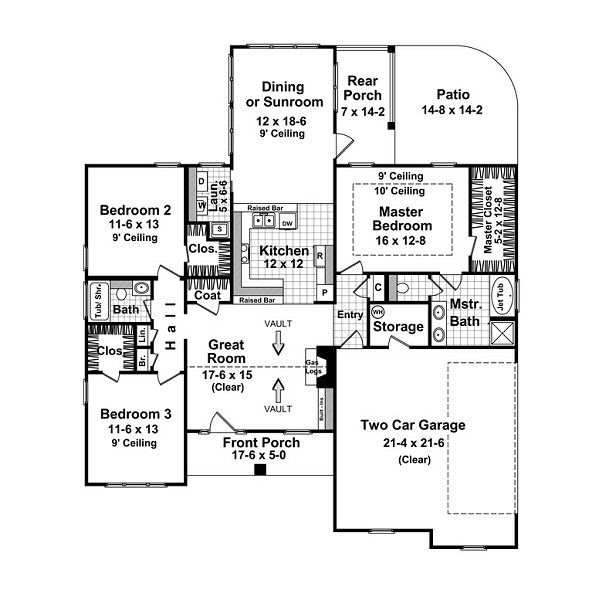 Dining
or Sunroom
12 x 18-6
9' Ceiling
Rear
Porch
7 x 14-2
Patio
14-8 x 14-2
D
W
Laun.
5 x 6-6
S
Bedroom 2
11-6 x 13
9' Ceiling
Clos.
Raised Bar
DW
Kitchen
12 x 12
R
P
Raised Bar
9' Ceiling
10' Ceiling
Master
Bedroom
16 x 12-8
Master Closet
5-2 x 12-8
Tub/ Shr.
Bath
Hall
Coat
C
Jet Tub
Mstr.
Bath
Entry
WH
Storage
Lin.
Br.
Clos.
VAULT
Great
Room
17-6 x 15
(Clear)
VAULT
Gas
Logs
Built. Ins
Bedroom 3
11-6 x 13
9' Ceiling
Front Porch
17-6 x 5-0
Two Car Garage
21-4 x 21-6
(Clear)